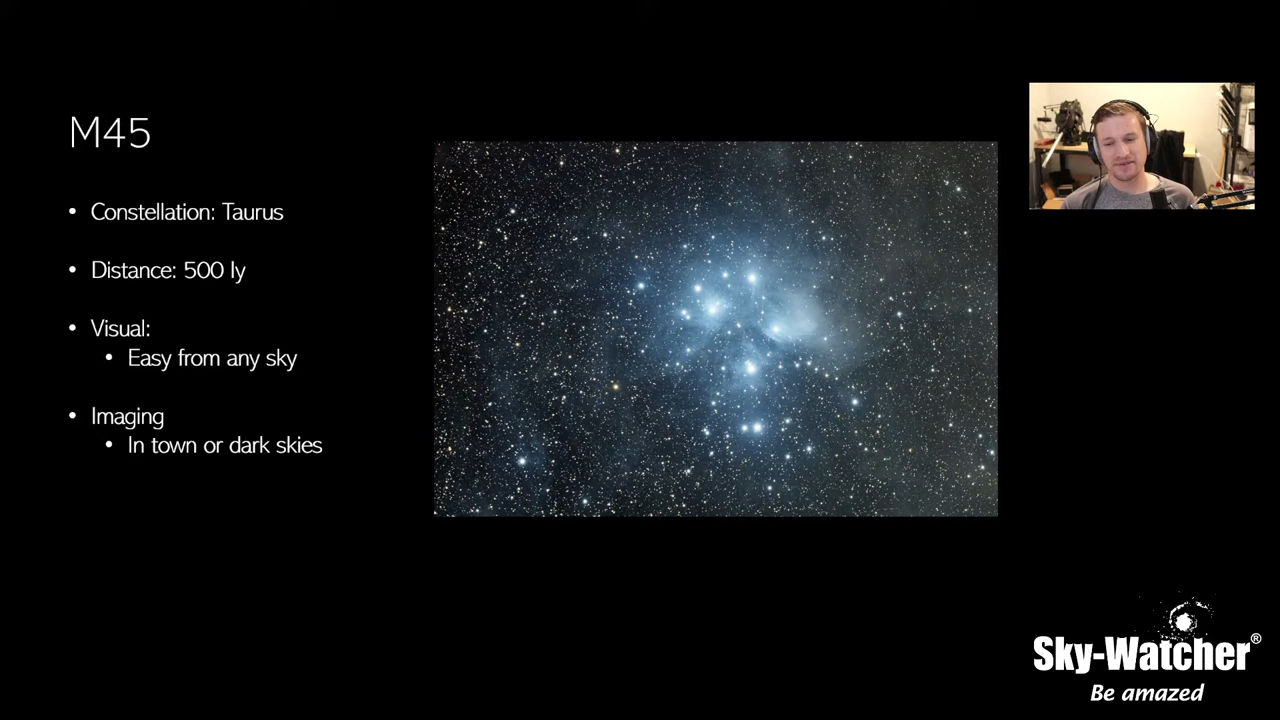 M45
• Constellation: Taurus
• Distance: 500 ly
• Visual:
• Easy from any sky
• Imaging
• In town or dark skies
Sky-Watcher®
Be amazed